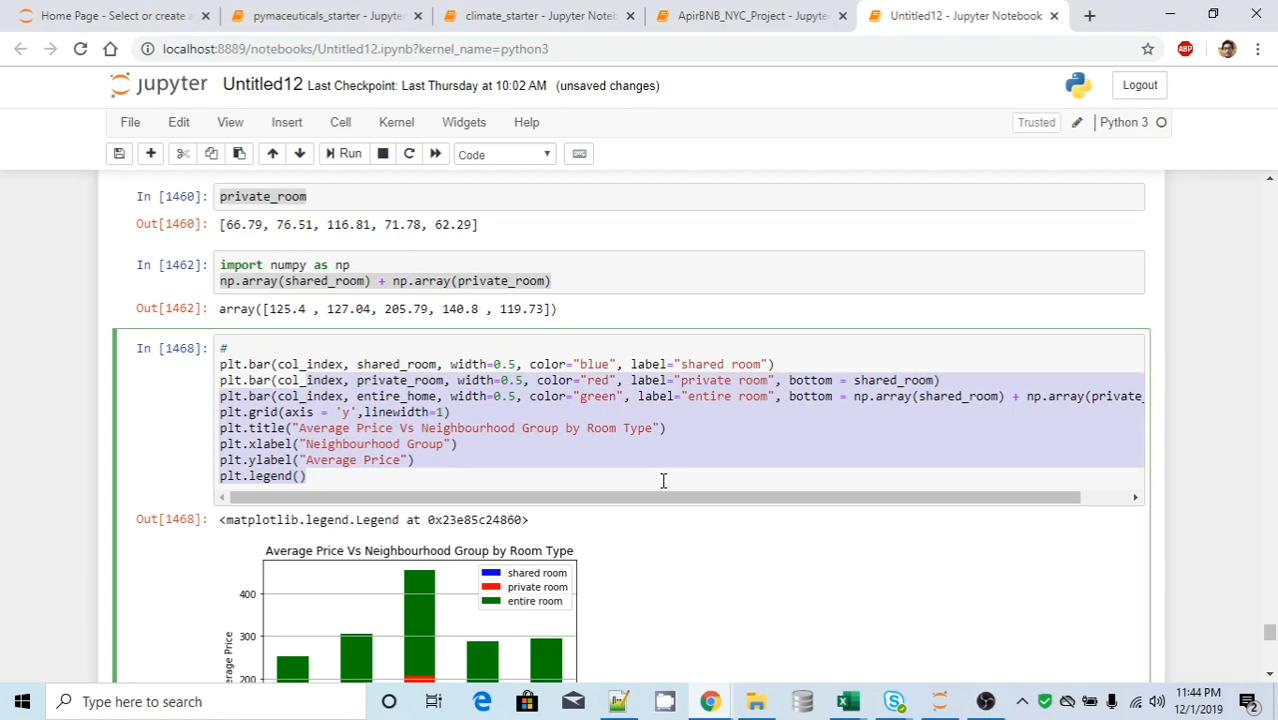 Home Page - Select or create a
pymaceuticals_starter - Jupyter
climate_starter - Jupyter Noteb
ApirBNB_NYC_Project - Jupyter
Untitled12 - Jupyter Notebook
localhost:8889/notebooks/Untitled12.ipynb?kernel_name=python3
ABP
jupyter Untitled12 Last Checkpoint: Last Thursday at 10:02 AM (unsaved changes)
Logout
File Edit View Insert Cell Kernel Widgets Help
Trusted Python 3
Run Code
In [1460]: private_room
Out[1460]: [66.79, 76.51, 116.81, 71.78, 62.29]
In [1462]: import numpy as np
np.array(shared_room) + np.array(private_room)
Out[1462]: array([125.4 , 127.04, 205.79, 140.8 , 119.73])
In [1468]: #
plt.bar(col_index, shared_room, width=0.5, color="blue", label="shared room")
plt.bar(col_index, private_room, width=0.5, color="red", label="private room", bottom = shared_room)
plt.bar(col_index, entire_home, width=0.5, color="green", label="entire room", bottom = np.array(shared_room) + np.array(private_
plt.grid(axis = 'y',linewidth=1)
plt.title("Average Price Vs Neighbourhood Group by Room Type")
plt.xlabel("Neighbourhood Group")
plt.ylabel("Average Price")
plt.legend()
Out[1468]: <matplotlib.legend.Legend at 0x23e85c24860>
Average Price Vs Neighbourhood Group by Room Type
shared room
private room
entire room
400
300
200
erage Price
Type here to search
11:44 PM
12/1/2019
2